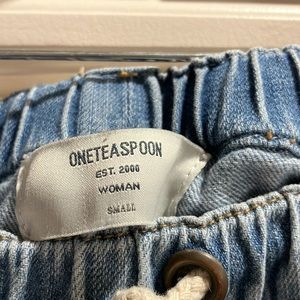 ONETEASPOON
EST. 2000
WOMAN
SMALL